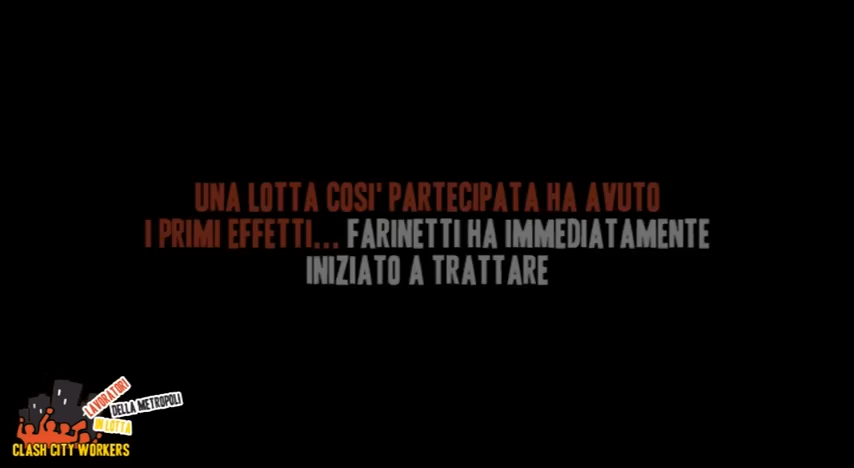 UNA LOTTA COSI' PARTECIPATA HA AVUTO
I PRIMI EFFETTI... FARINETTI HA IMMEDIATAMENTE
INIZIATO A TRATTARE
LAVORATORI
DELLA METROPOLI
IN LOTTA
CLASH CITY WORKERS